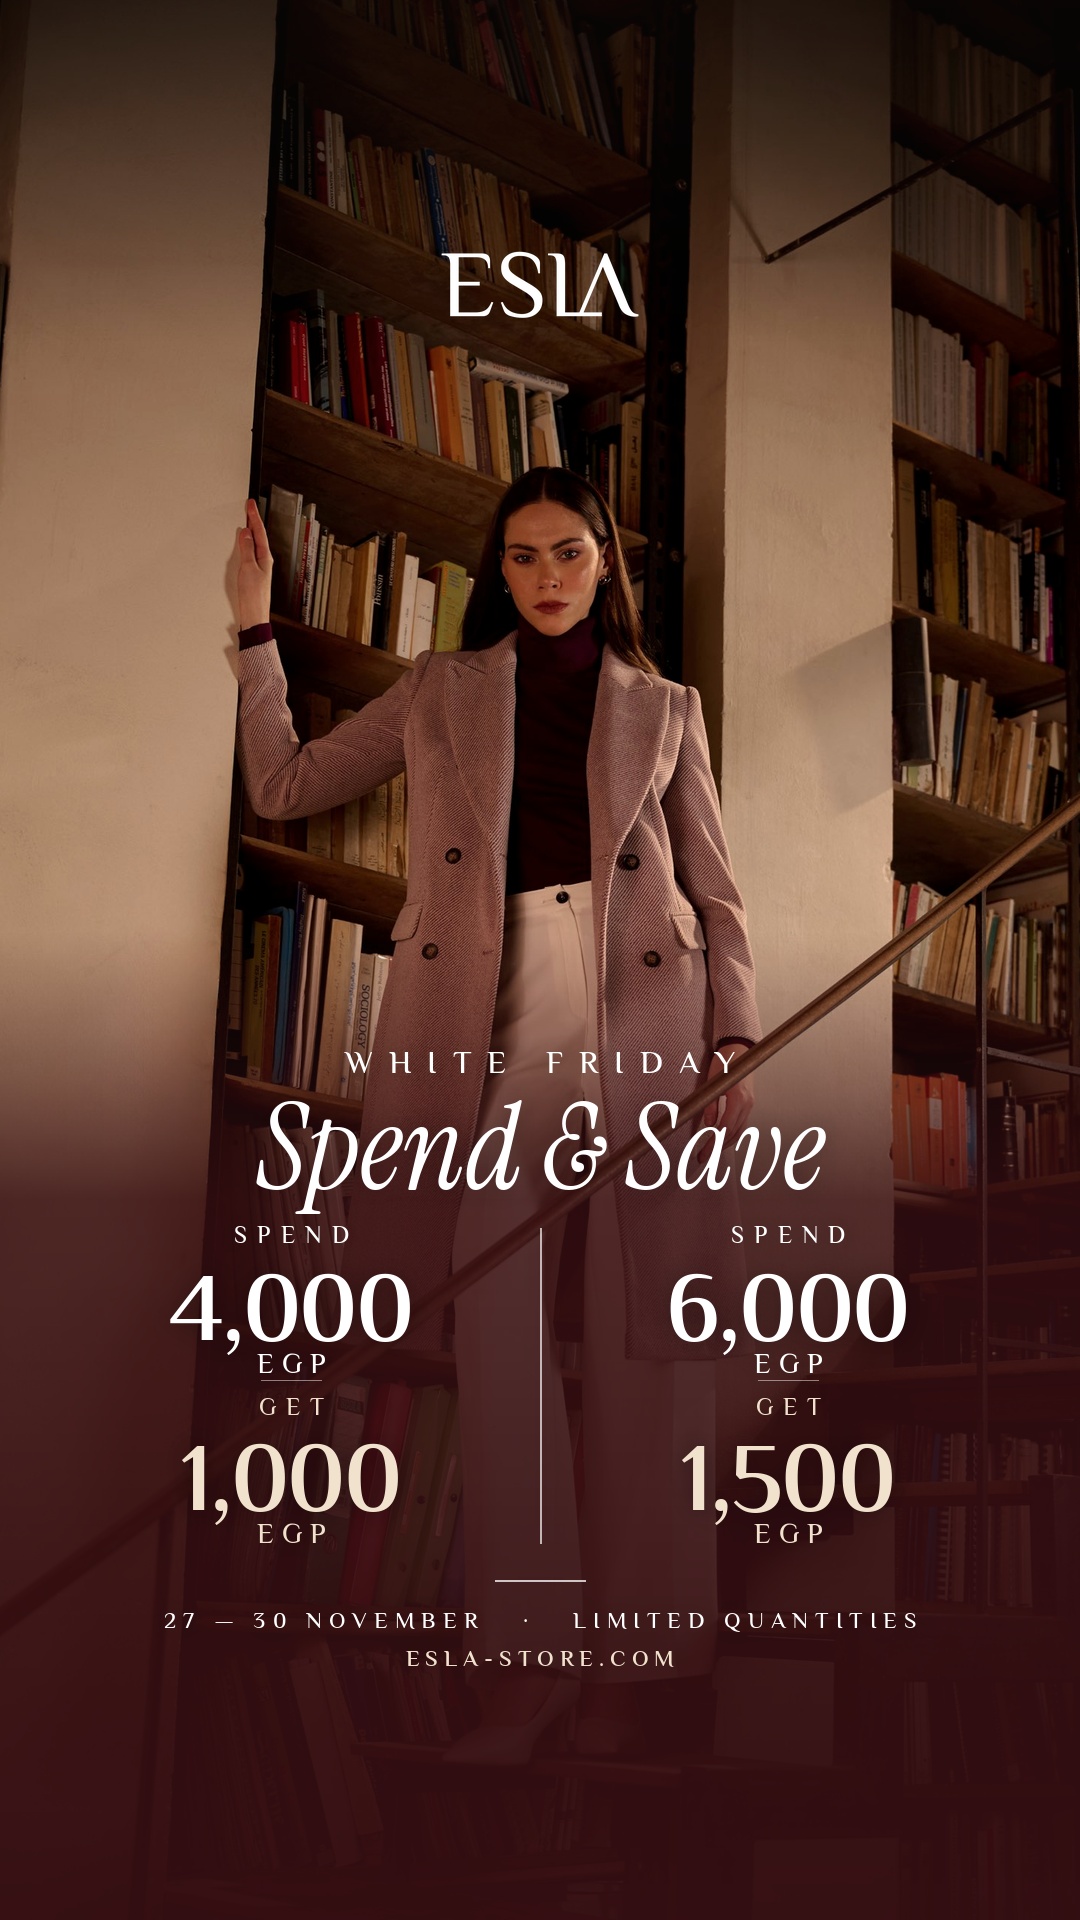 ESLA
SOCIOLOGY
WHITE FRIDAY
Spend & Save
SPEND
4,000
EGP
GET
1,000
EGP
SPEND
6,000
EGP
GET
1,500
EGP
27 — 30 NOVEMBER · LIMITED QUANTITIES
ESLA-STORE.COM